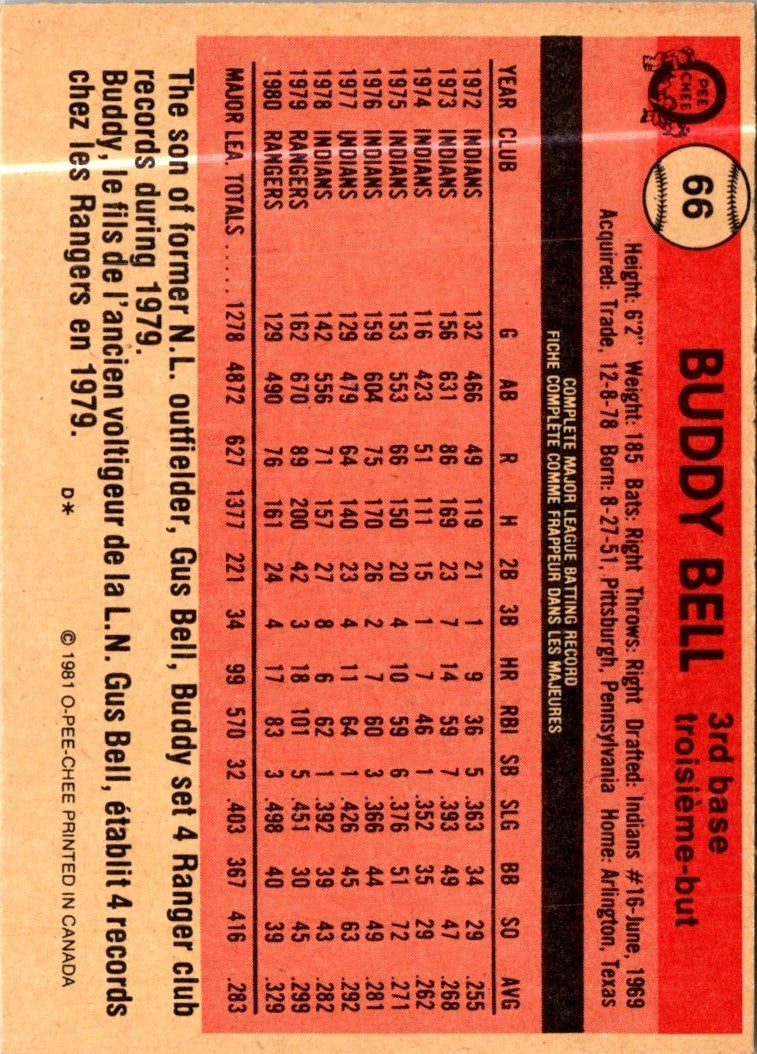 O PEE CHEE
66
BUDDY BELL
3rd base
troisième-but
Height: 6'2" Weight: 185 Bats: Right Throws: Right Drafted: Indians #16-June, 1969
Acquired: Trade, 12-8-78 Born: 8-27-51, Pittsburgh, Pennsylvania Home: Arlington, Texas
COMPLETE MAJOR LEAGUE BATTING RECORD
FICHE COMPLETE COMME FRAPPEUR DANS LES MAJEURES
YEAR CLUB G AB R H 2B 3B HR RBI SB SLG BB SO AVG
1972 INDIANS 132 466 49 119 21 1 9 36 5 .363 34 29 .255
1973 INDIANS 156 631 86 169 23 7 14 59 7 .393 49 47 .268
1974 INDIANS 116 423 51 111 15 1 7 46 1 .352 35 29 .262
1975 INDIANS 153 553 66 150 20 4 10 59 6 .376 51 72 .271
1976 INDIANS 159 604 75 170 26 2 7 60 3 .366 44 49 .281
1977 INDIANS 129 479 64 140 23 4 11 64 1 .426 45 63 .292
1978 INDIANS 142 556 71 157 27 8 6 62 1 .392 39 43 .282
1979 RANGERS 162 670 89 200 42 3 18 101 5 .451 30 45 .299
1980 RANGERS 129 490 76 161 24 4 17 83 3 .498 40 39 .329
MAJOR LEA. TOTALS ...... 1278 4872 627 1377 221 34 99 570 32 .403 367 416 .283
The son of former N.L. outfielder, Gus Bell, Buddy set 4 Ranger club
records during 1979.
Buddy, le fils de l'ancien voltigeur de la L.N. Gus Bell, établit 4 records
chez les Rangers en 1979.
D*
© 1981 O-PEE-CHEE PRINTED IN CANADA